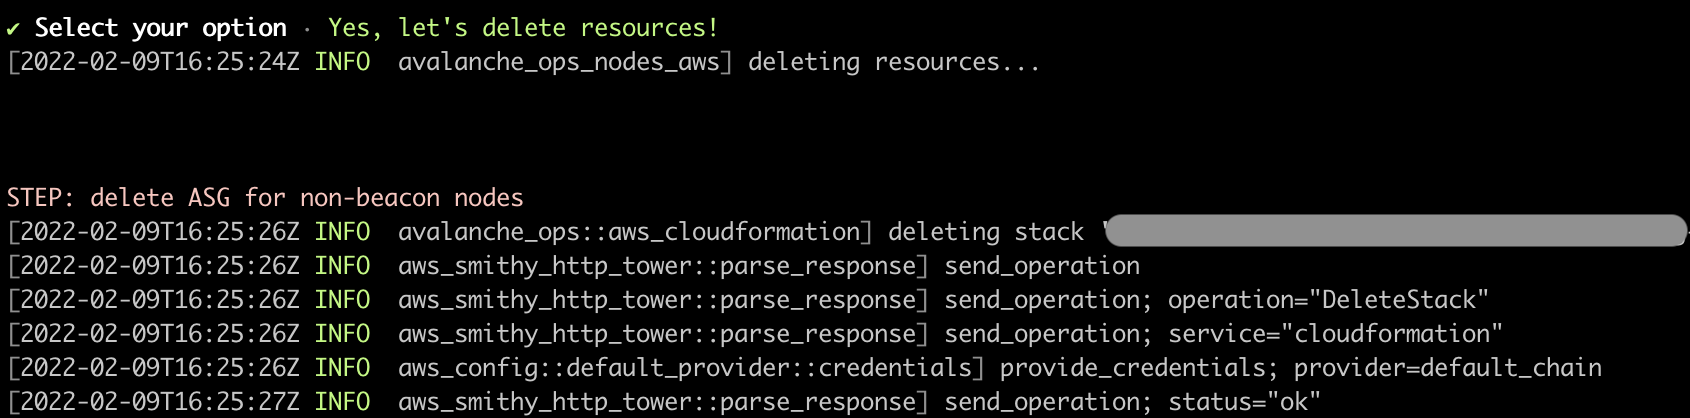 ✔ Select your option · Yes, let's delete resources!
[2022-02-09T16:25:24Z INFO  avalanche_ops_nodes_aws] deleting resources...
STEP: delete ASG for non-beacon nodes
[2022-02-09T16:25:26Z INFO  avalanche_ops::aws_cloudformation] deleting stack '
[2022-02-09T16:25:26Z INFO  aws_smithy_http_tower::parse_response] send_operation
[2022-02-09T16:25:26Z INFO  aws_smithy_http_tower::parse_response] send_operation; operation="DeleteStack"
[2022-02-09T16:25:26Z INFO  aws_smithy_http_tower::parse_response] send_operation; service="cloudformation"
[2022-02-09T16:25:26Z INFO  aws_config::default_provider::credentials] provide_credentials; provider=default_chain
[2022-02-09T16:25:27Z INFO  aws_smithy_http_tower::parse_response] send_operation; status="ok"